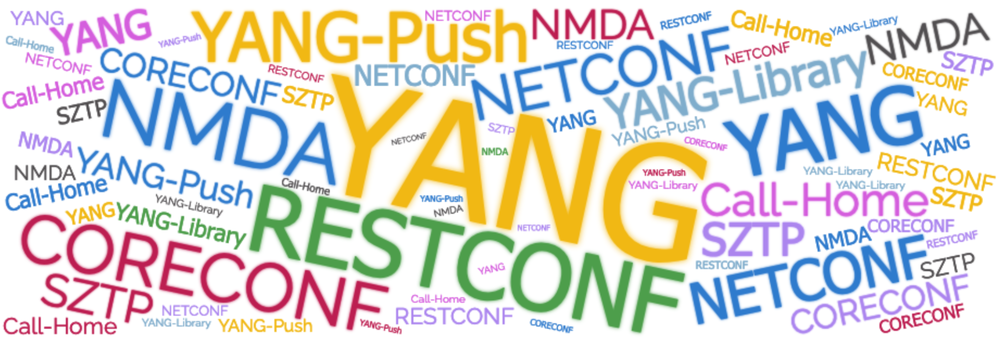 YANG
YANG
YANG-Push
YANG-Push
NETCONF
NMDA
RESTCONF
Call-Home
YANG-Library
NMDA
Call-Home
NETCONF
CORECONF
RESTCONF
NETCONF
RESTCONF
NETCONF
NETCONF
YANG-Library
SZTP
CORECONF
Call-Home
SZTP
NMDA
SZTP
YANG
SZTP
YANG
YANG-Push
YANG
YANG
NMDA
YANG-Push
NETCONF
NMDA
CORECONF
YANG
NMDA
Call-Home
Call-Home
YANG-Push
YANG-Library
YANG-Library
YANG-Library
RESTCONF
YANG-Library
YANG
YANG-Library
RESTCONF
YANG-Push
NMDA
NETCONF
Call-Home
SZTP
SZTP
CORECONF
NMDA
RESTCONF
CORECONF
YANG
RESTCONF
NETCONF
SZTP
SZTP
NETCONF
Call-Home
RESTCONF
CORECONF
CORECONF
Call-Home
YANG-Library
YANG-Push
YANG-Push
CORECONF